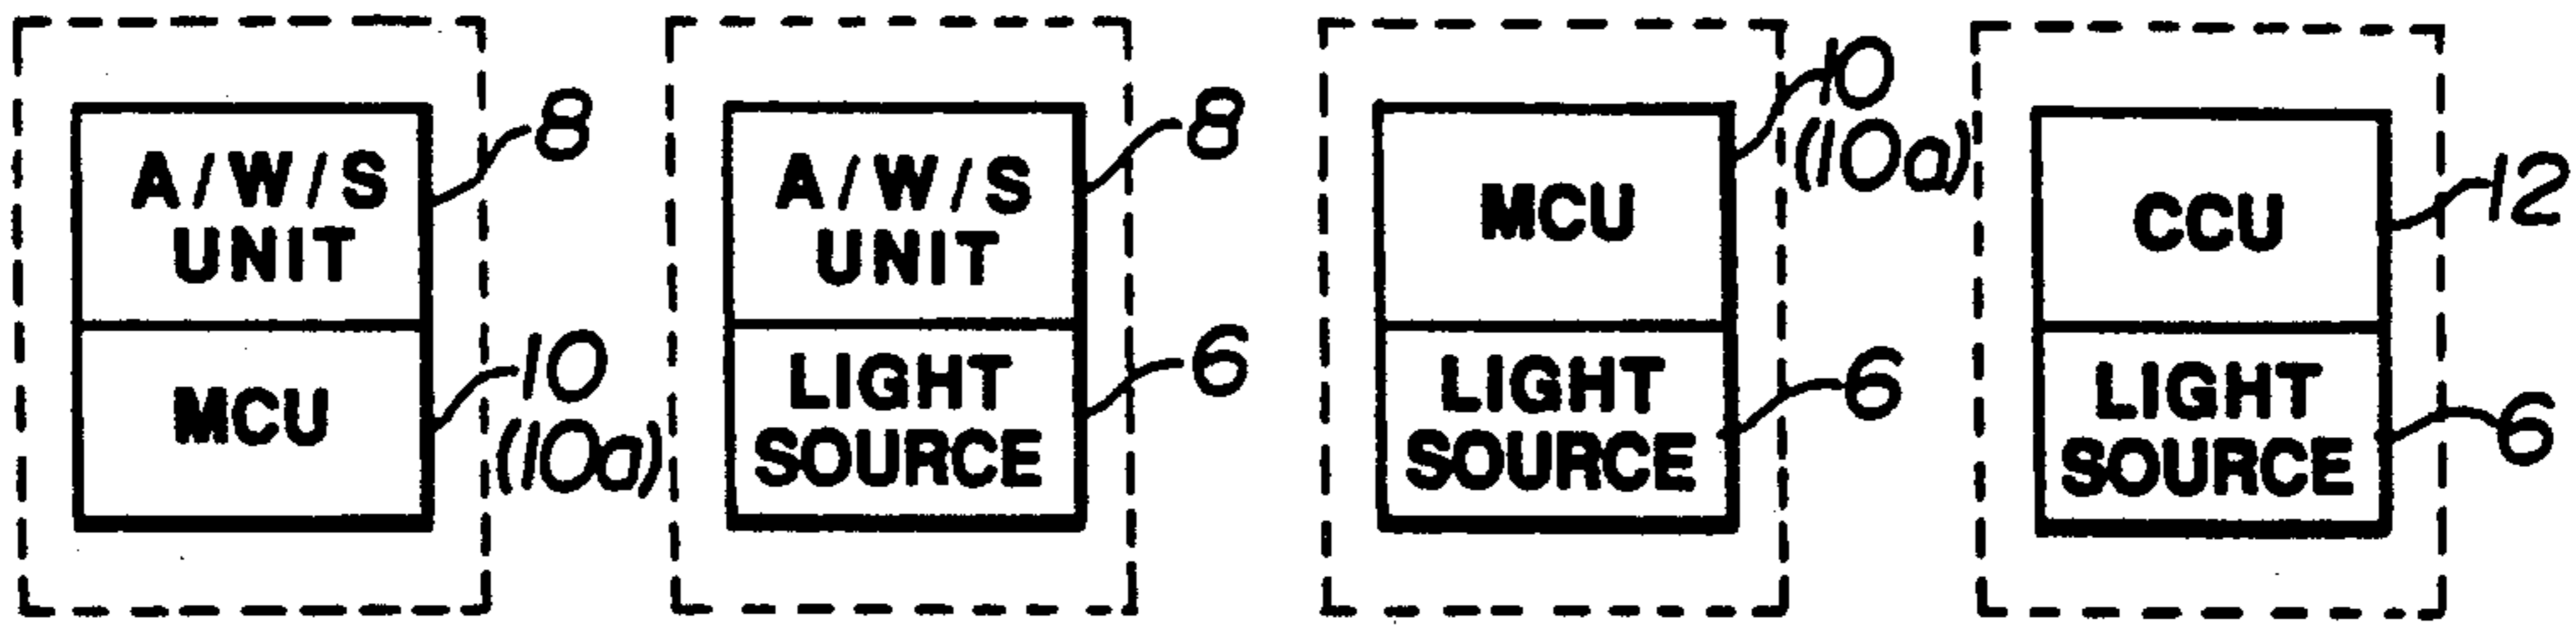 A/W/S
UNIT
8
MCU
10
(10a)
A/W/S
UNIT
8
LIGHT
SOURCE
6
MCU
10
(10a)
LIGHT
SOURCE
6
CCU
12
LIGHT
SOURCE
6